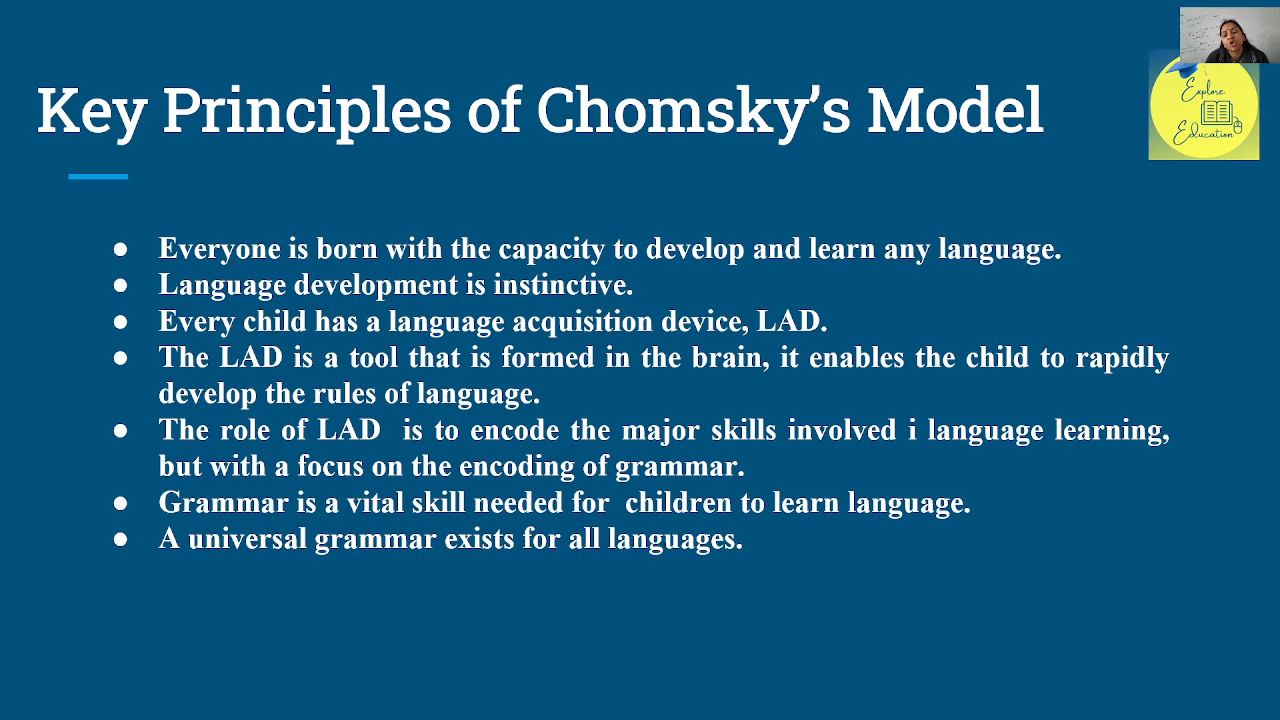 Key Principles of Chomsky’s Model
Explore
Education
● Everyone is born with the capacity to develop and learn any language.
● Language development is instinctive.
● Every child has a language acquisition device, LAD.
● The LAD is a tool that is formed in the brain, it enables the child to rapidly
develop the rules of language.
● The role of LAD is to encode the major skills involved i language learning,
but with a focus on the encoding of grammar.
● Grammar is a vital skill needed for children to learn language.
● A universal grammar exists for all languages.